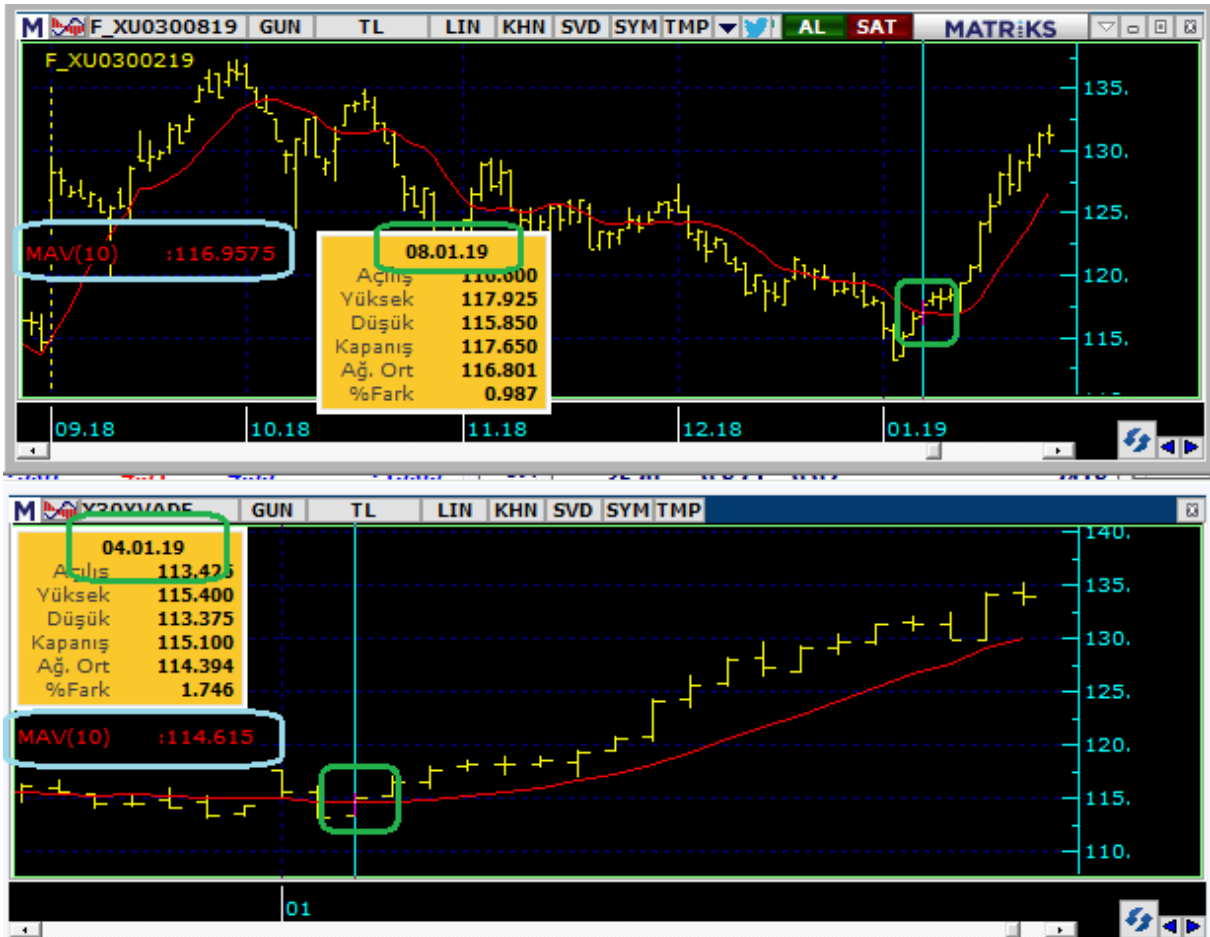 M F_XU0300819 GUN TL LIN KHN SVD SYM TMP AL SAT MATRiKS
F_XU0300219
135.
130.
125.
120.
115.
MAV(10) :116.9575
08.01.19
Açılış 116.600
Yüksek 117.925
Düşük 115.850
Kapanış 117.650
Ağ. Ort 116.801
%Fark 0.987
09.18 10.18 11.18 12.18 01.19
M X30XVADE GUN TL LIN KHN SVD SYM TMP
04.01.19
Açılış 113.425
Yüksek 115.400
Düşük 113.375
Kapanış 115.100
Ağ. Ort 114.394
%Fark 1.746
MAV(10) :114.615
140.
135.
130.
125.
120.
115.
110.
01